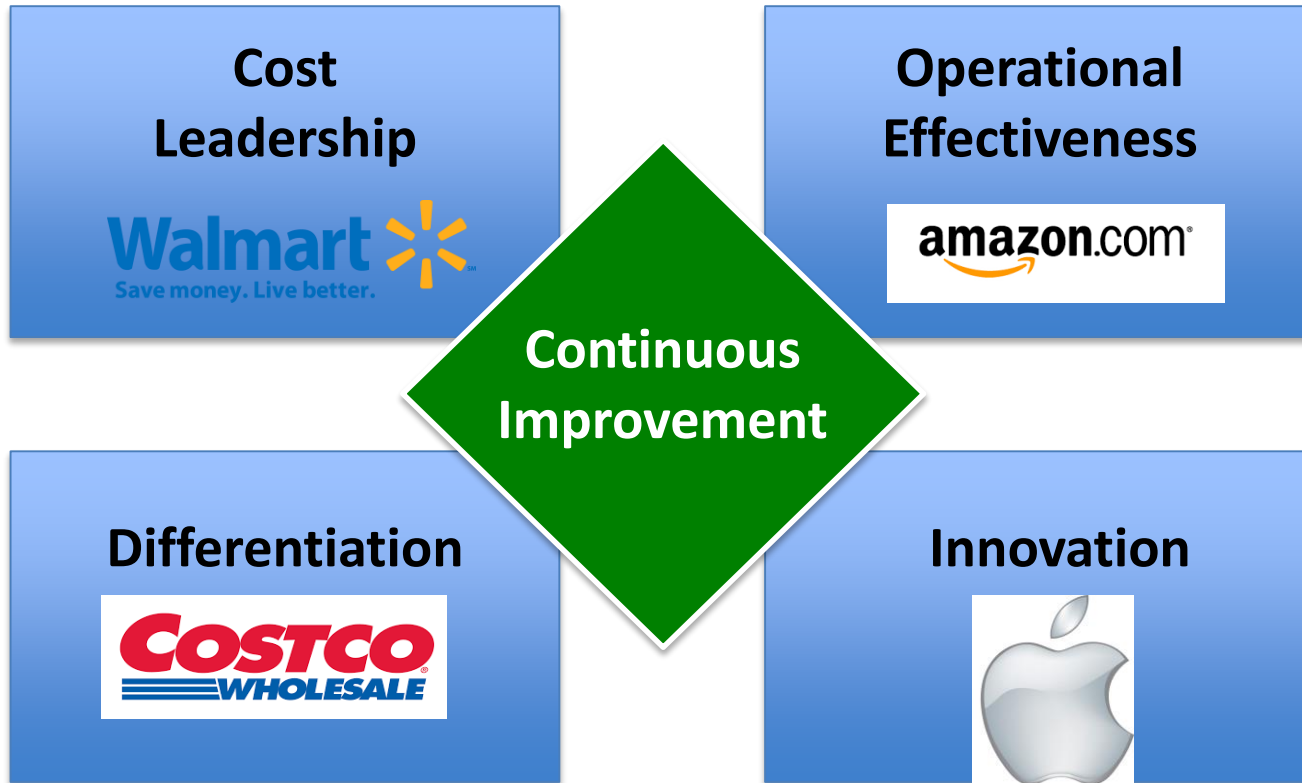 Cost
Leadership
Walmart
Save money. Live better.
Operational
Effectiveness
amazon.com
Continuous
Improvement
Differentiation
COSTCO
WHOLESALE
Innovation